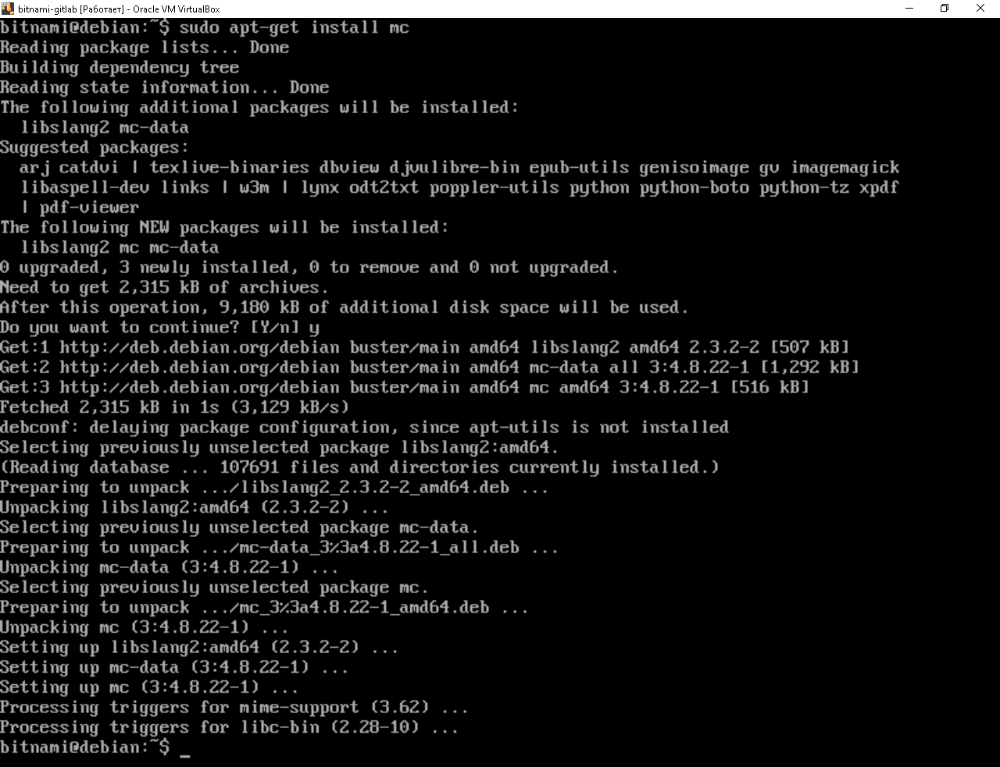 bitnami-gitlab [Работает] - Oracle VM VirtualBox
bitnami@debian:~$ sudo apt-get install mc
Reading package lists... Done
Building dependency tree
Reading state information... Done
The following additional packages will be installed:
  libslang2 mc-data
Suggested packages:
  arj catdvi | texlive-binaries dbview djvulibre-bin epub-utils genisoimage gv imagemagick
  libaspell-dev links | w3m | lynx odt2txt poppler-utils python python-boto python-tz xpdf
  | pdf-viewer
The following NEW packages will be installed:
  libslang2 mc mc-data
0 upgraded, 3 newly installed, 0 to remove and 0 not upgraded.
Need to get 2,315 kB of archives.
After this operation, 9,180 kB of additional disk space will be used.
Do you want to continue? [Y/n] y
Get:1 http://deb.debian.org/debian buster/main amd64 libslang2 amd64 2.3.2-2 [507 kB]
Get:2 http://deb.debian.org/debian buster/main amd64 mc-data all 3:4.8.22-1 [1,292 kB]
Get:3 http://deb.debian.org/debian buster/main amd64 mc amd64 3:4.8.22-1 [516 kB]
Fetched 2,315 kB in 1s (3,129 kB/s)
debconf: delaying package configuration, since apt-utils is not installed
Selecting previously unselected package libslang2:amd64.
(Reading database ... 107691 files and directories currently installed.)
Preparing to unpack .../libslang2_2.3.2-2_amd64.deb ...
Unpacking libslang2:amd64 (2.3.2-2) ...
Selecting previously unselected package mc-data.
Preparing to unpack .../mc-data_3%3a4.8.22-1_all.deb ...
Unpacking mc-data (3:4.8.22-1) ...
Selecting previously unselected package mc.
Preparing to unpack .../mc_3%3a4.8.22-1_amd64.deb ...
Unpacking mc (3:4.8.22-1) ...
Setting up libslang2:amd64 (2.3.2-2) ...
Setting up mc-data (3:4.8.22-1) ...
Setting up mc (3:4.8.22-1) ...
Processing triggers for mime-support (3.62) ...
Processing triggers for libc-bin (2.28-10) ...
bitnami@debian:~$ _